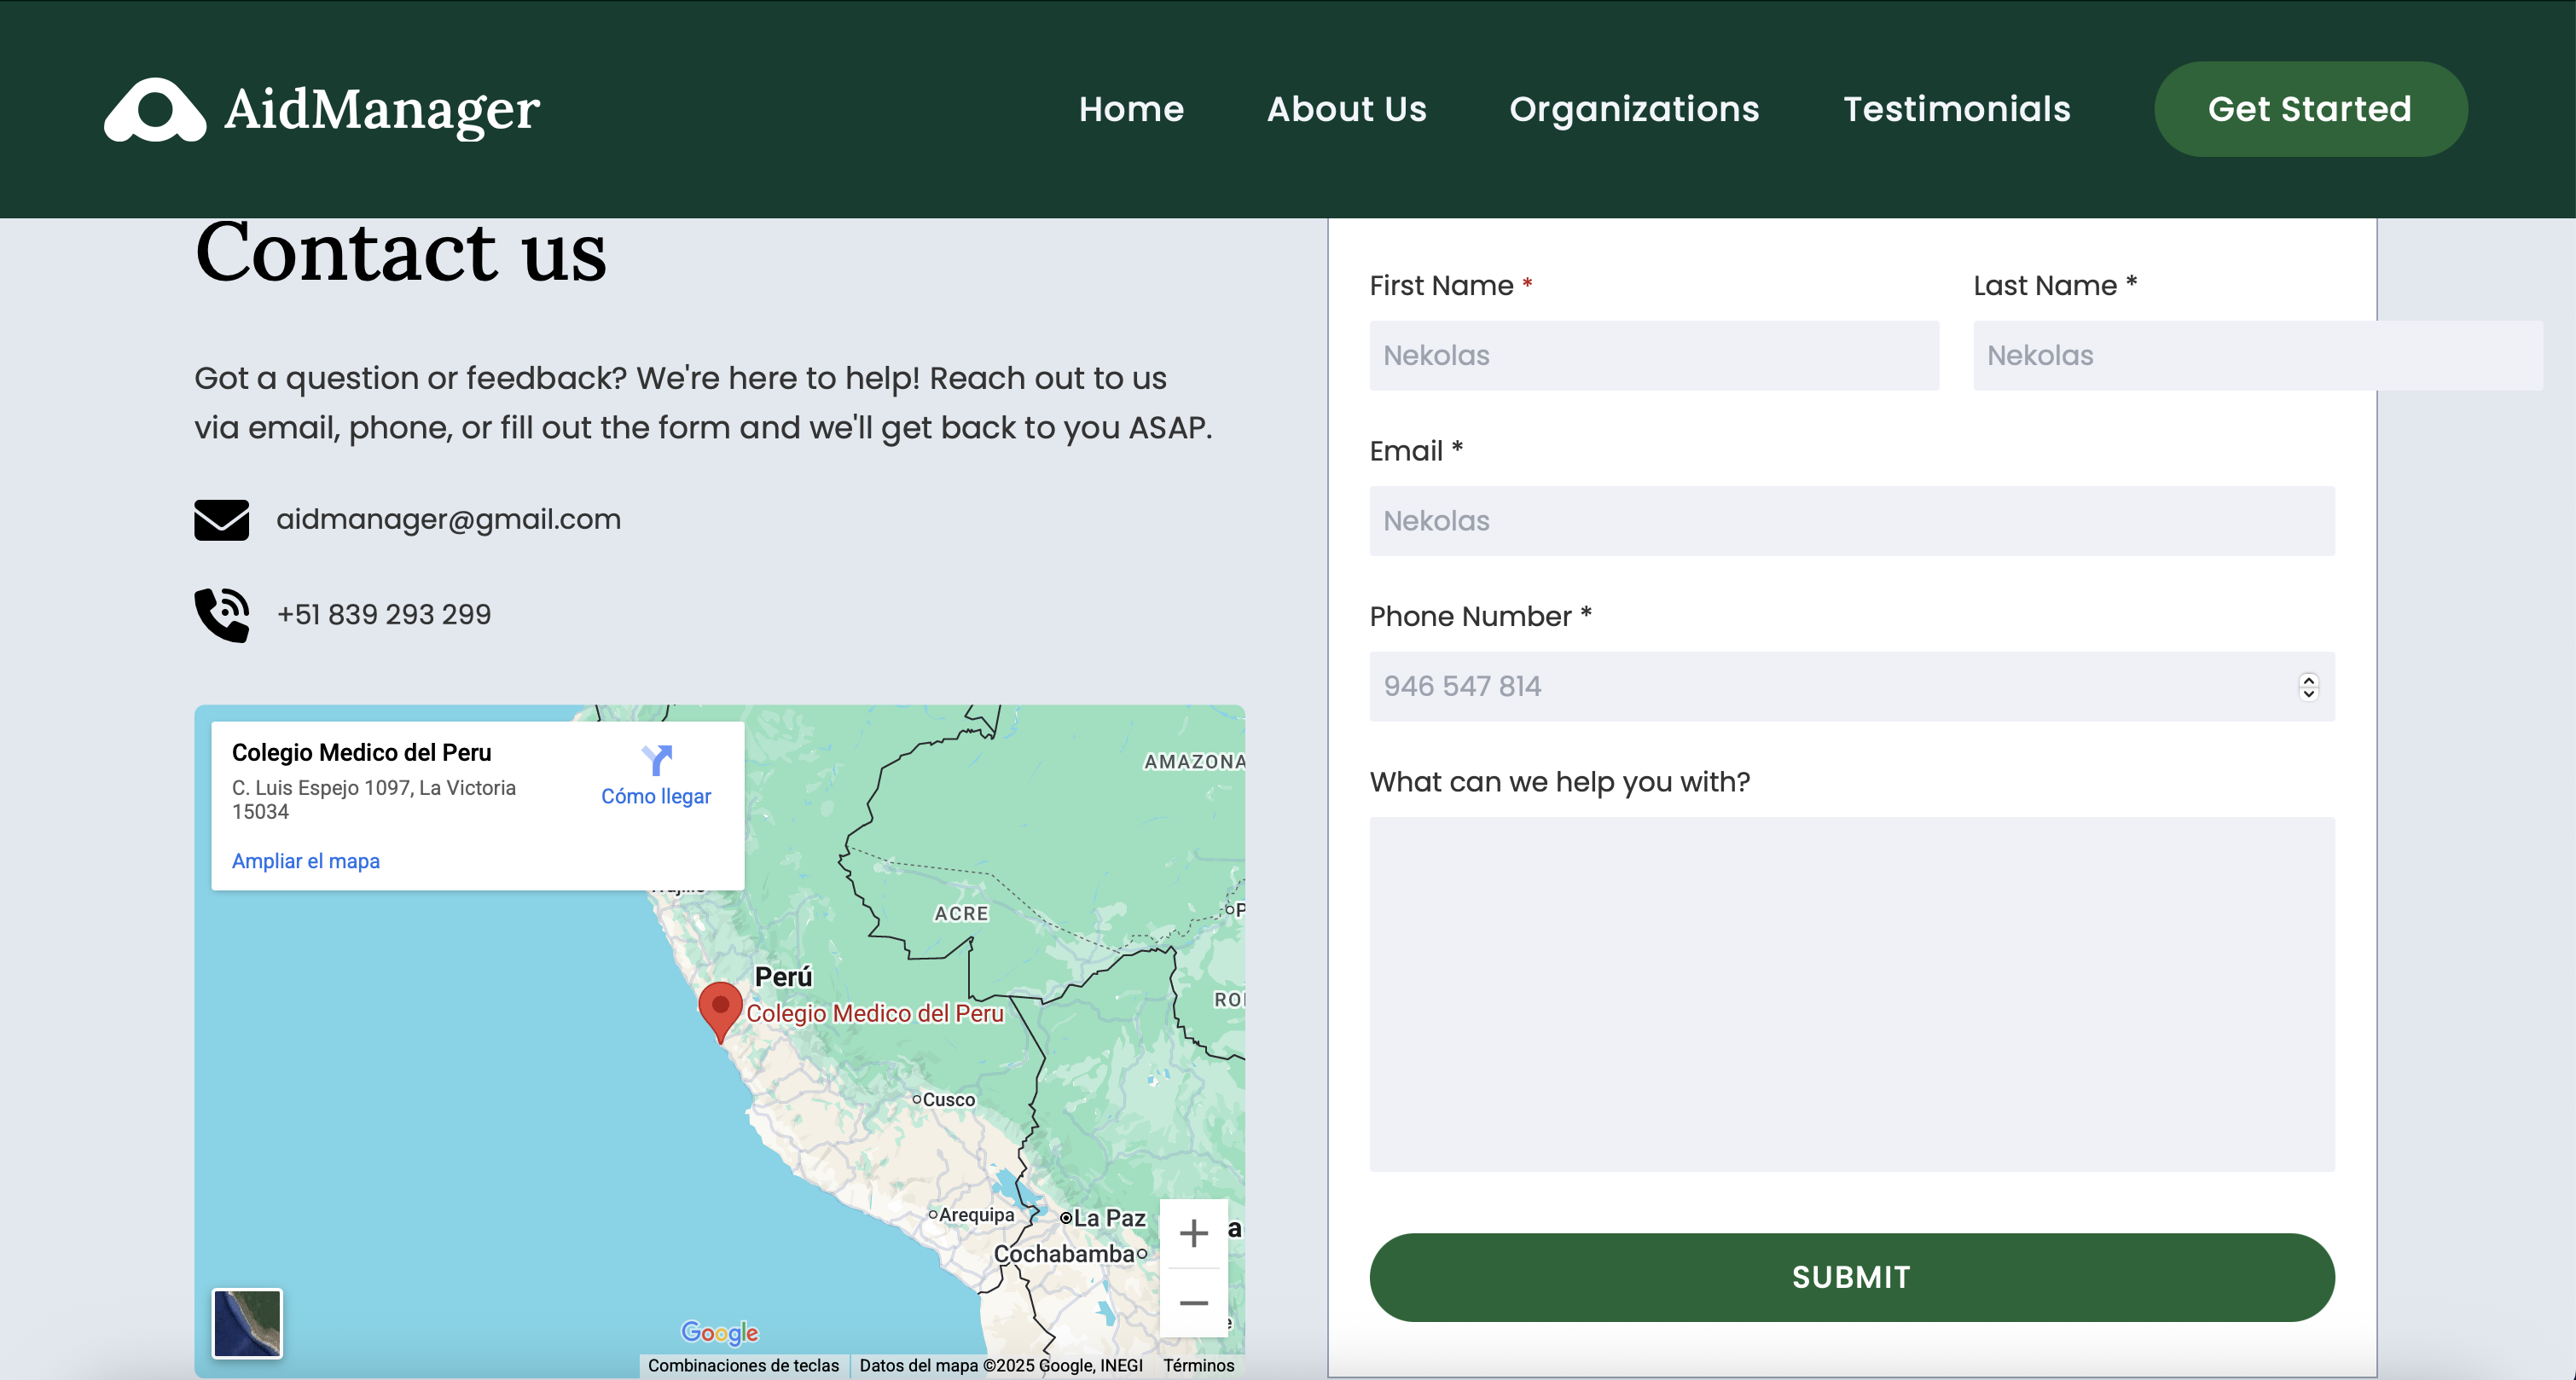 AidManager
Home
About Us
Organizations
Testimonials
Get Started
Contact us
Got a question or feedback? We're here to help! Reach out to us
via email, phone, or fill out the form and we'll get back to you ASAP.
aidmanager@gmail.com
+51 839 293 299
Colegio Medico del Peru
C. Luis Espejo 1097, La Victoria
15034
Cómo llegar
Ampliar el mapa
AMAZONA
ACRE
P
Perú
Colegio Medico del Peru
RO
Cusco
Arequipa
La Paz
a
Cochabamba
Google
Combinaciones de teclas
Datos del mapa ©2025 Google, INEGI
Términos
First Name *
Nekolas
Last Name *
Nekolas
Email *
Nekolas
Phone Number *
946 547 814
What can we help you with?
SUBMIT